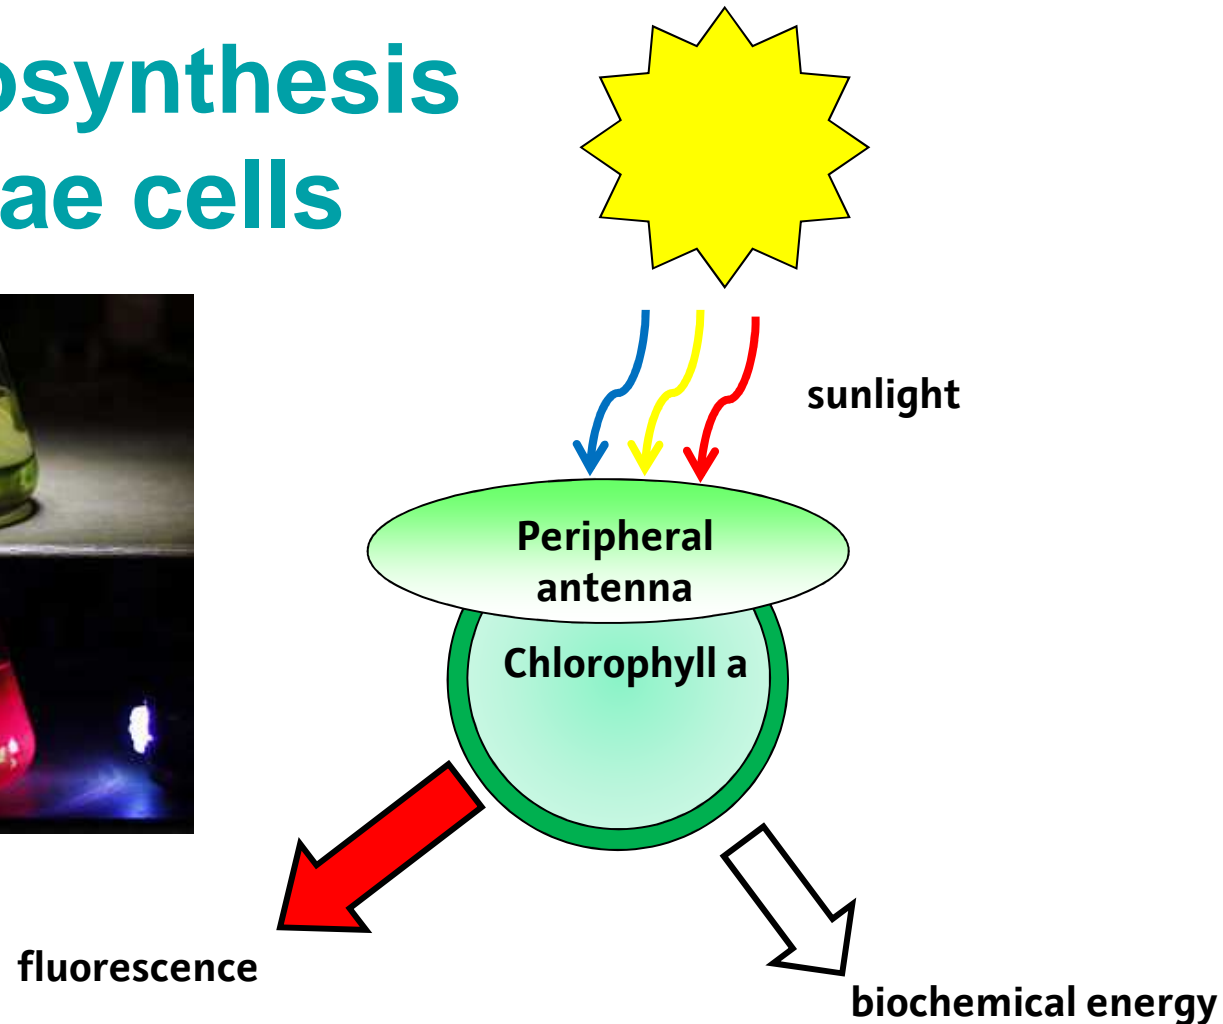 osynthesis
ae cells
sunlight
Peripheral
antenna
Chlorophyll a
fluorescence
biochemical energy